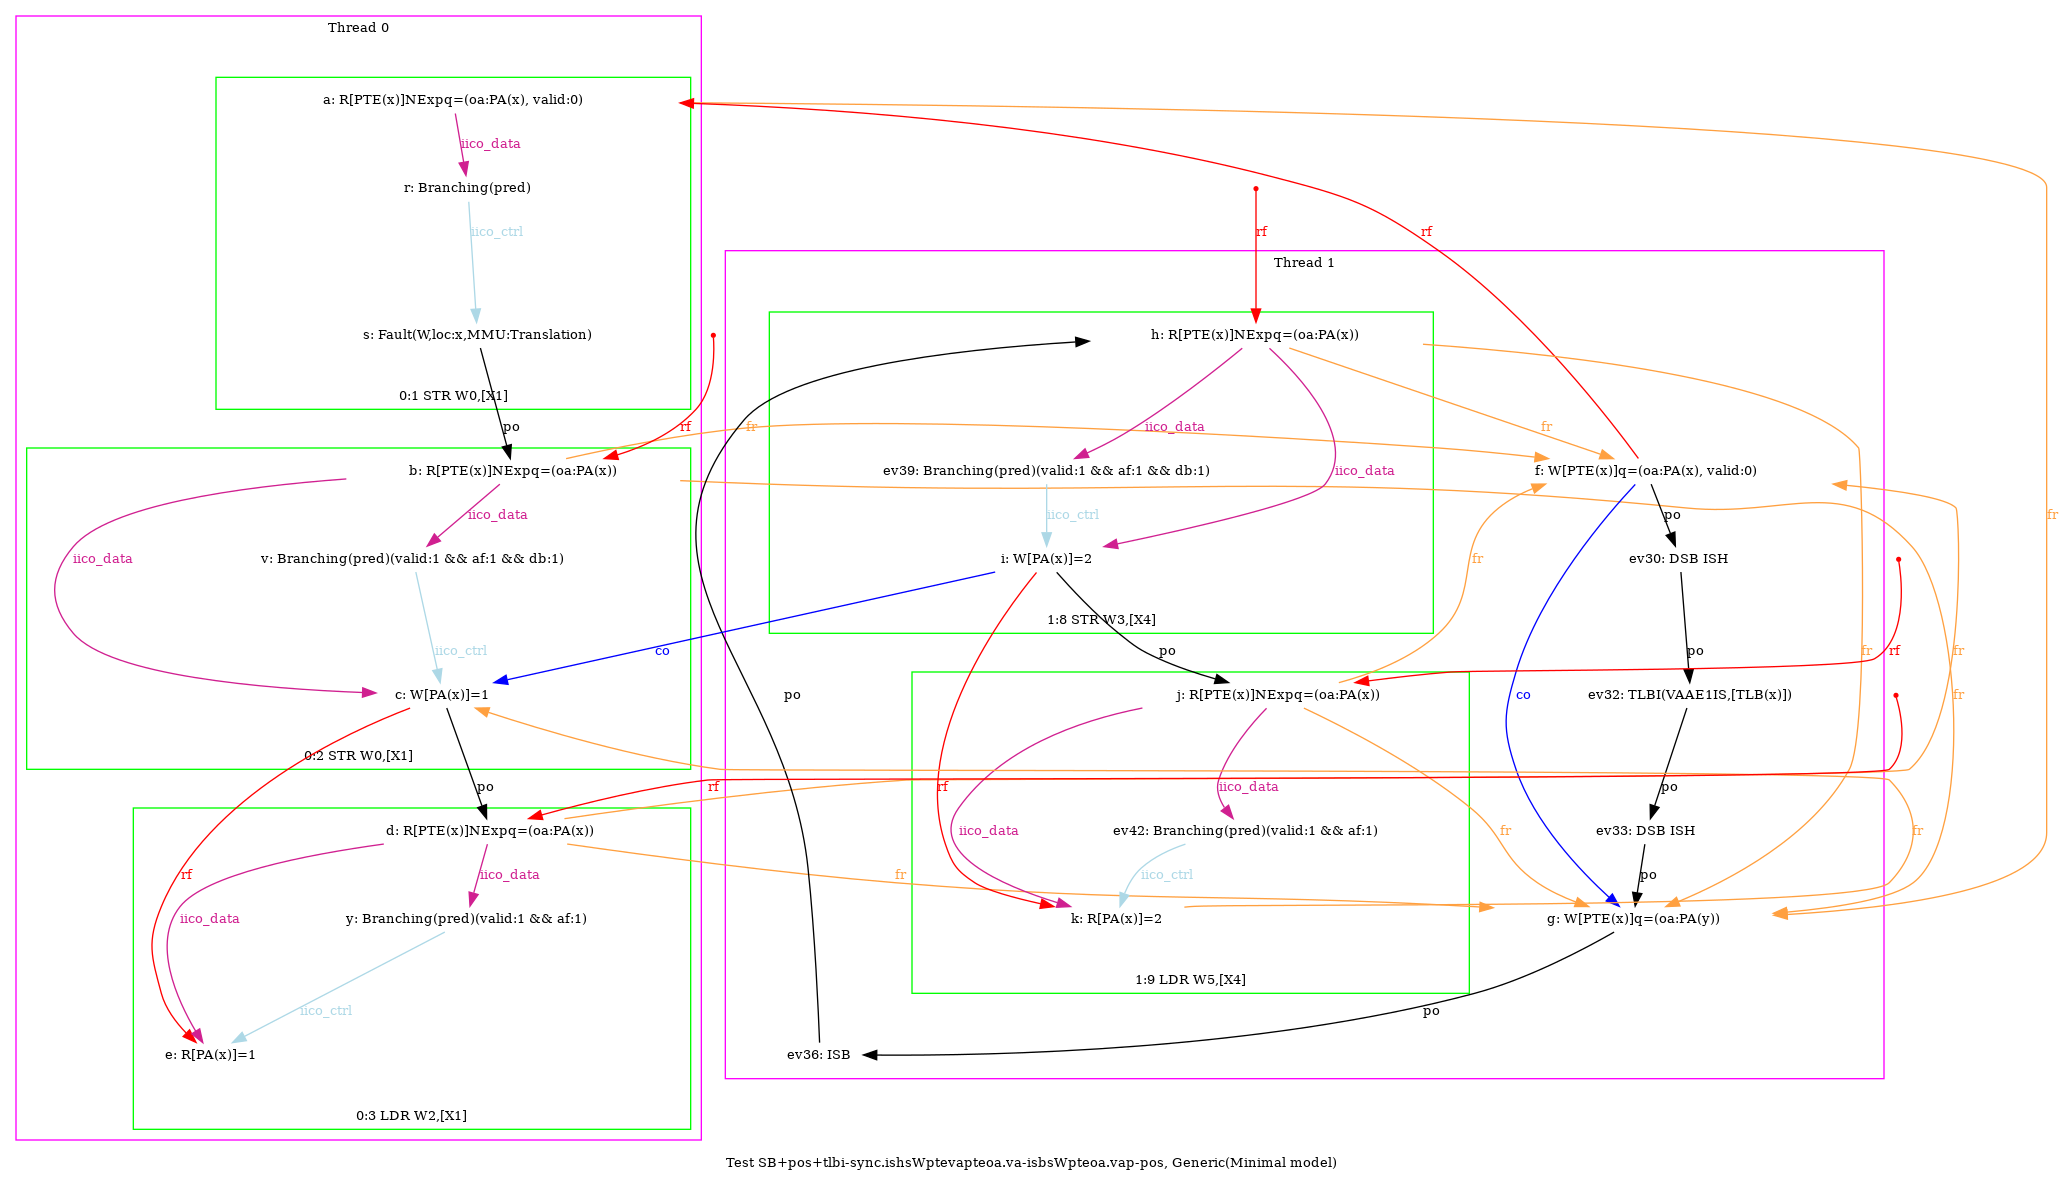 Thread 0
a: R[PTE(x)]NExpq=(oa:PA(x), valid:0)
iico_data
r: Branching(pred)
iico_ctrl
s: Fault(W,loc:x,MMU:Translation)
0:1 STR W0,[X1]
po
b: R[PTE(x)]NExpq=(oa:PA(x))
iico_data
iico_data
v: Branching(pred)(valid:1 && af:1 && db:1)
iico_ctrl
c: W[PA(x)]=1
0:2 STR W0,[X1]
po
d: R[PTE(x)]NExpq=(oa:PA(x))
rf
iico_data
iico_data
y: Branching(pred)(valid:1 && af:1)
iico_ctrl
e: R[PA(x)]=1
0:3 LDR W2,[X1]
rf
fr
rf
co
po
rf
rf
Thread 1
h: R[PTE(x)]NExpq=(oa:PA(x))
iico_data
iico_data
fr
ev39: Branching(pred)(valid:1 && af:1 && db:1)
iico_ctrl
i: W[PA(x)]=2
1:8 STR W3,[X4]
po
fr
j: R[PTE(x)]NExpq=(oa:PA(x))
rf
iico_data
iico_data
fr
ev42: Branching(pred)(valid:1 && af:1)
iico_ctrl
k: R[PA(x)]=2
1:9 LDR W5,[X4]
fr
f: W[PTE(x)]q=(oa:PA(x), valid:0)
po
ev30: DSB ISH
po
co
ev32: TLBI(VAAE1IS,[TLB(x)])
po
ev33: DSB ISH
po
g: W[PTE(x)]q=(oa:PA(y))
po
ev36: ISB
fr
rf
fr
fr
fr
fr
rf
Test SB+pos+tlbi-sync.ishsWptevapteoa.va-isbsWpteoa.vap-pos, Generic(Minimal model)